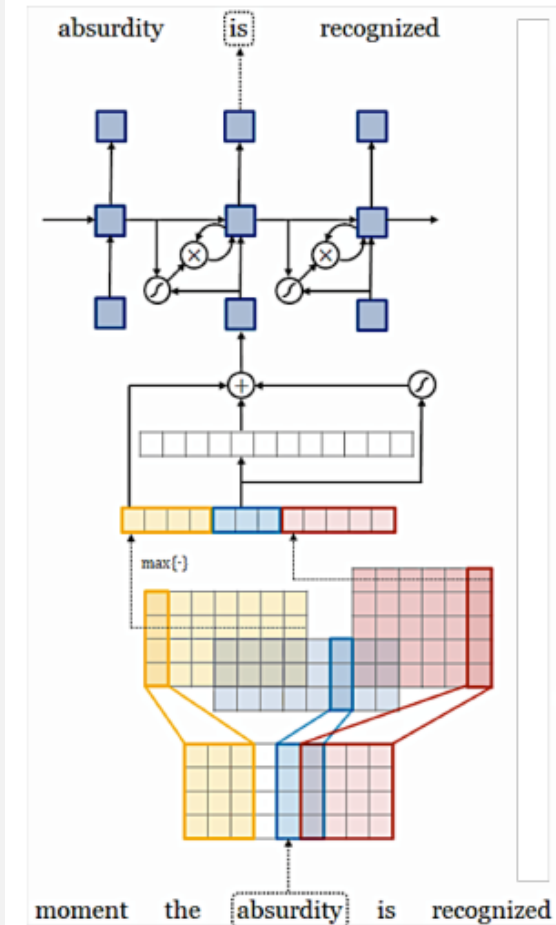 absurdity is recognized
+
max{·}
moment the absurdity is recognized